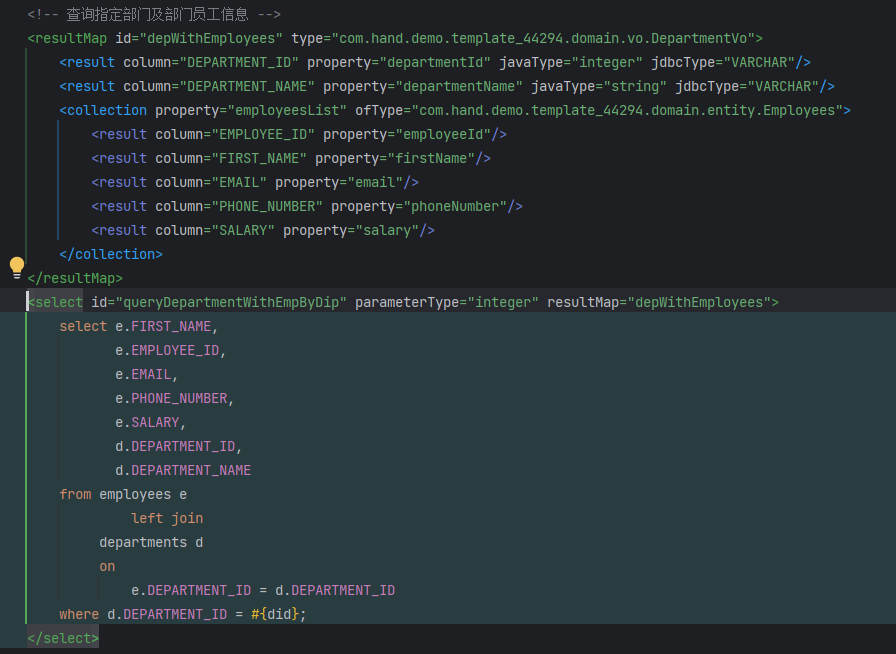 <!-- 查询指定部门及部门员工信息 -->
<resultMap id="depWithEmployees" type="com.hand.demo.template_44294.domain.vo.DepartmentVo">
<result column="DEPARTMENT_ID" property="departmentId" javaType="integer" jdbcType="VARCHAR"/>
<result column="DEPARTMENT_NAME" property="departmentName" javaType="string" jdbcType="VARCHAR"/>
<collection property="employeesList" ofType="com.hand.demo.template_44294.domain.entity.Employees">
<result column="EMPLOYEE_ID" property="employeeId"/>
<result column="FIRST_NAME" property="firstName"/>
<result column="EMAIL" property="email"/>
<result column="PHONE_NUMBER" property="phoneNumber"/>
<result column="SALARY" property="salary"/>
</collection>
</resultMap>
<select id="queryDepartmentWithEmpByDip" parameterType="integer" resultMap="depWithEmployees">
select e.FIRST_NAME,
e.EMPLOYEE_ID,
e.EMAIL,
e.PHONE_NUMBER,
e.SALARY,
d.DEPARTMENT_ID,
d.DEPARTMENT_NAME
from employees e
left join
departments d
on
e.DEPARTMENT_ID = d.DEPARTMENT_ID
where d.DEPARTMENT_ID = #{did};
</select>